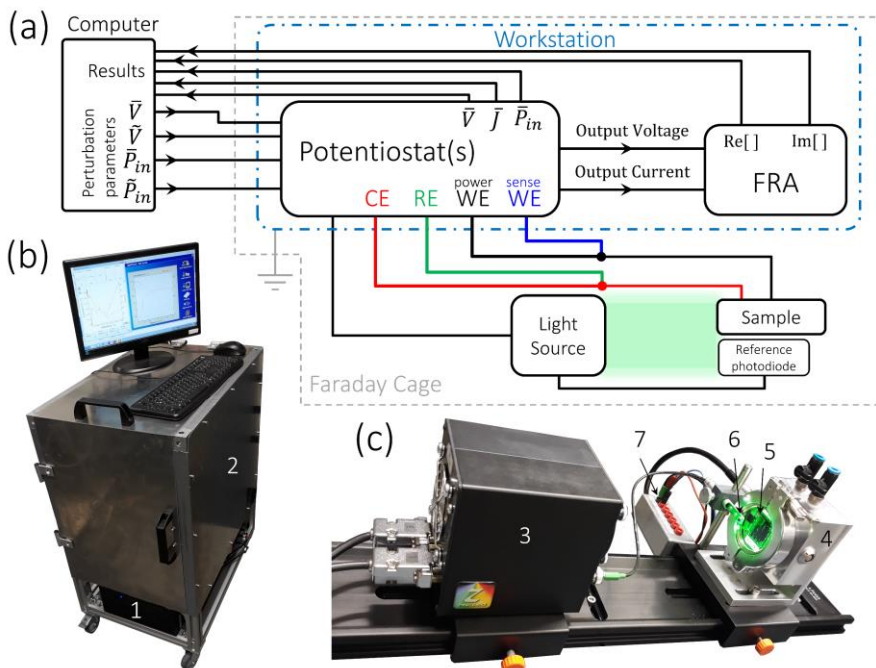 (a)
Computer
Workstation
Results
Perturbation
parameters
V̄
Ṽ
P̄in
P̃in
V̄ J̄ P̄in
Potentiostat(s)
power sense
CE RE WE WE
Output Voltage
Output Current
Re[ ] Im[ ]
FRA
Light
Source
Sample
Reference
photodiode
Faraday Cage
(b)
2
1
(c)
7 6 5
3
4
Z